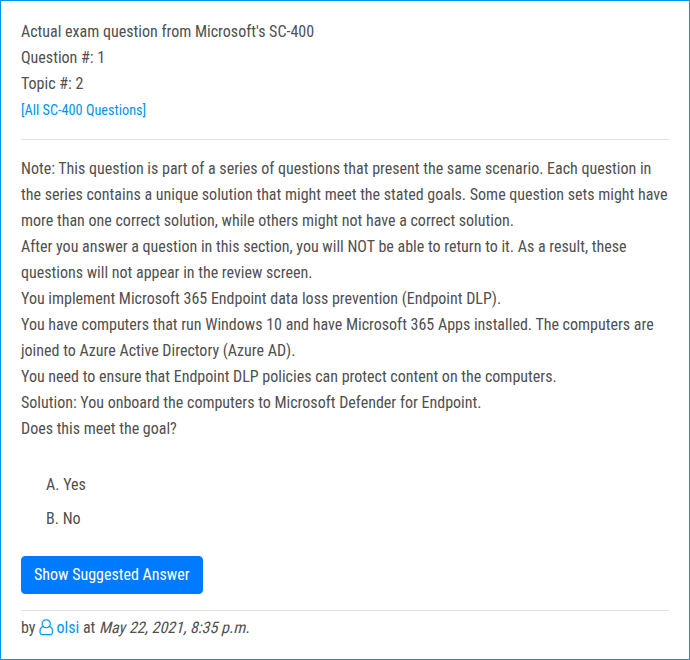 Actual exam question from Microsoft's SC-400
Question #: 1
Topic #: 2
[All SC-400 Questions]
Note: This question is part of a series of questions that present the same scenario. Each question in
the series contains a unique solution that might meet the stated goals. Some question sets might have
more than one correct solution, while others might not have a correct solution.
After you answer a question in this section, you will NOT be able to return to it. As a result, these
questions will not appear in the review screen.
You implement Microsoft 365 Endpoint data loss prevention (Endpoint DLP).
You have computers that run Windows 10 and have Microsoft 365 Apps installed. The computers are
joined to Azure Active Directory (Azure AD).
You need to ensure that Endpoint DLP policies can protect content on the computers.
Solution: You onboard the computers to Microsoft Defender for Endpoint.
Does this meet the goal?
A. Yes
B. No
Show Suggested Answer
by olsi at May 22, 2021, 8:35 p.m.